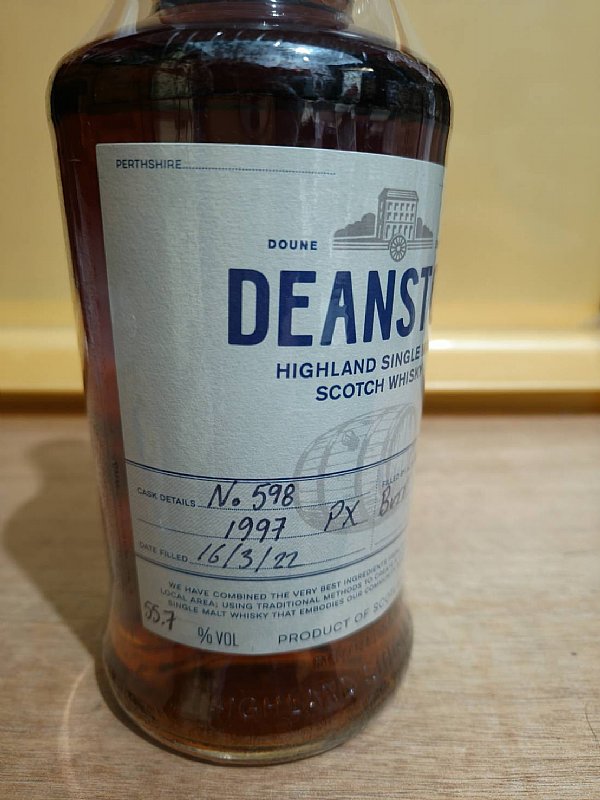 PERTHSHIRE
DOUNE
DEANST
HIGHLAND SINGLE
SCOTCH WHISKY
CASK DETAILS No 598
1997 PX
DATE FILLED 16/3/22
WE HAVE COMBINED THE VERY BEST INGREDIENTS
LOCAL AREA; USING TRADITIONAL METHODS TO
SINGLE MALT WHISKY THAT EMBODIES OUR
55.7 % VOL PRODUCT OF
HIGHLAND